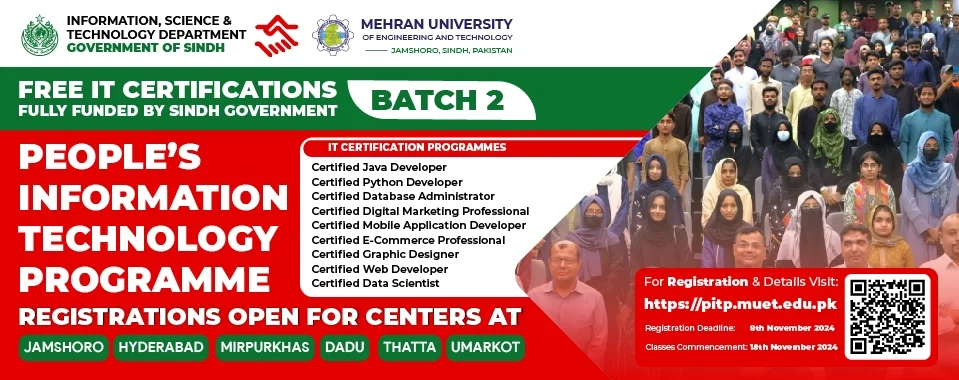 INFORMATION, SCIENCE &
TECHNOLOGY DEPARTMENT
GOVERNMENT OF SINDH
MEHRAN UNIVERSITY
OF ENGINEERING AND TECHNOLOGY
JAMSHORO, SINDH, PAKISTAN
FREE IT CERTIFICATIONS
FULLY FUNDED BY SINDH GOVERNMENT
BATCH 2
PEOPLE'S
INFORMATION
TECHNOLOGY
PROGRAMME
IT CERTIFICATION PROGRAMMES
Certified Java Developer
Certified Python Developer
Certified Database Administrator
Certified Digital Marketing Professional
Certified Mobile Application Developer
Certified E-Commerce Professional
Certified Graphic Designer
Certified Web Developer
Certified Data Scientist
REGISTRATIONS OPEN FOR CENTERS AT
JAMSHORO HYDERABAD MIRPURKHAS DADU THATTA UMARKOT
For Registration & Details Visit:
https://pitp.muet.edu.pk
Registration Deadline: 8th November 2024
Classes Commencement: 18th November 2024